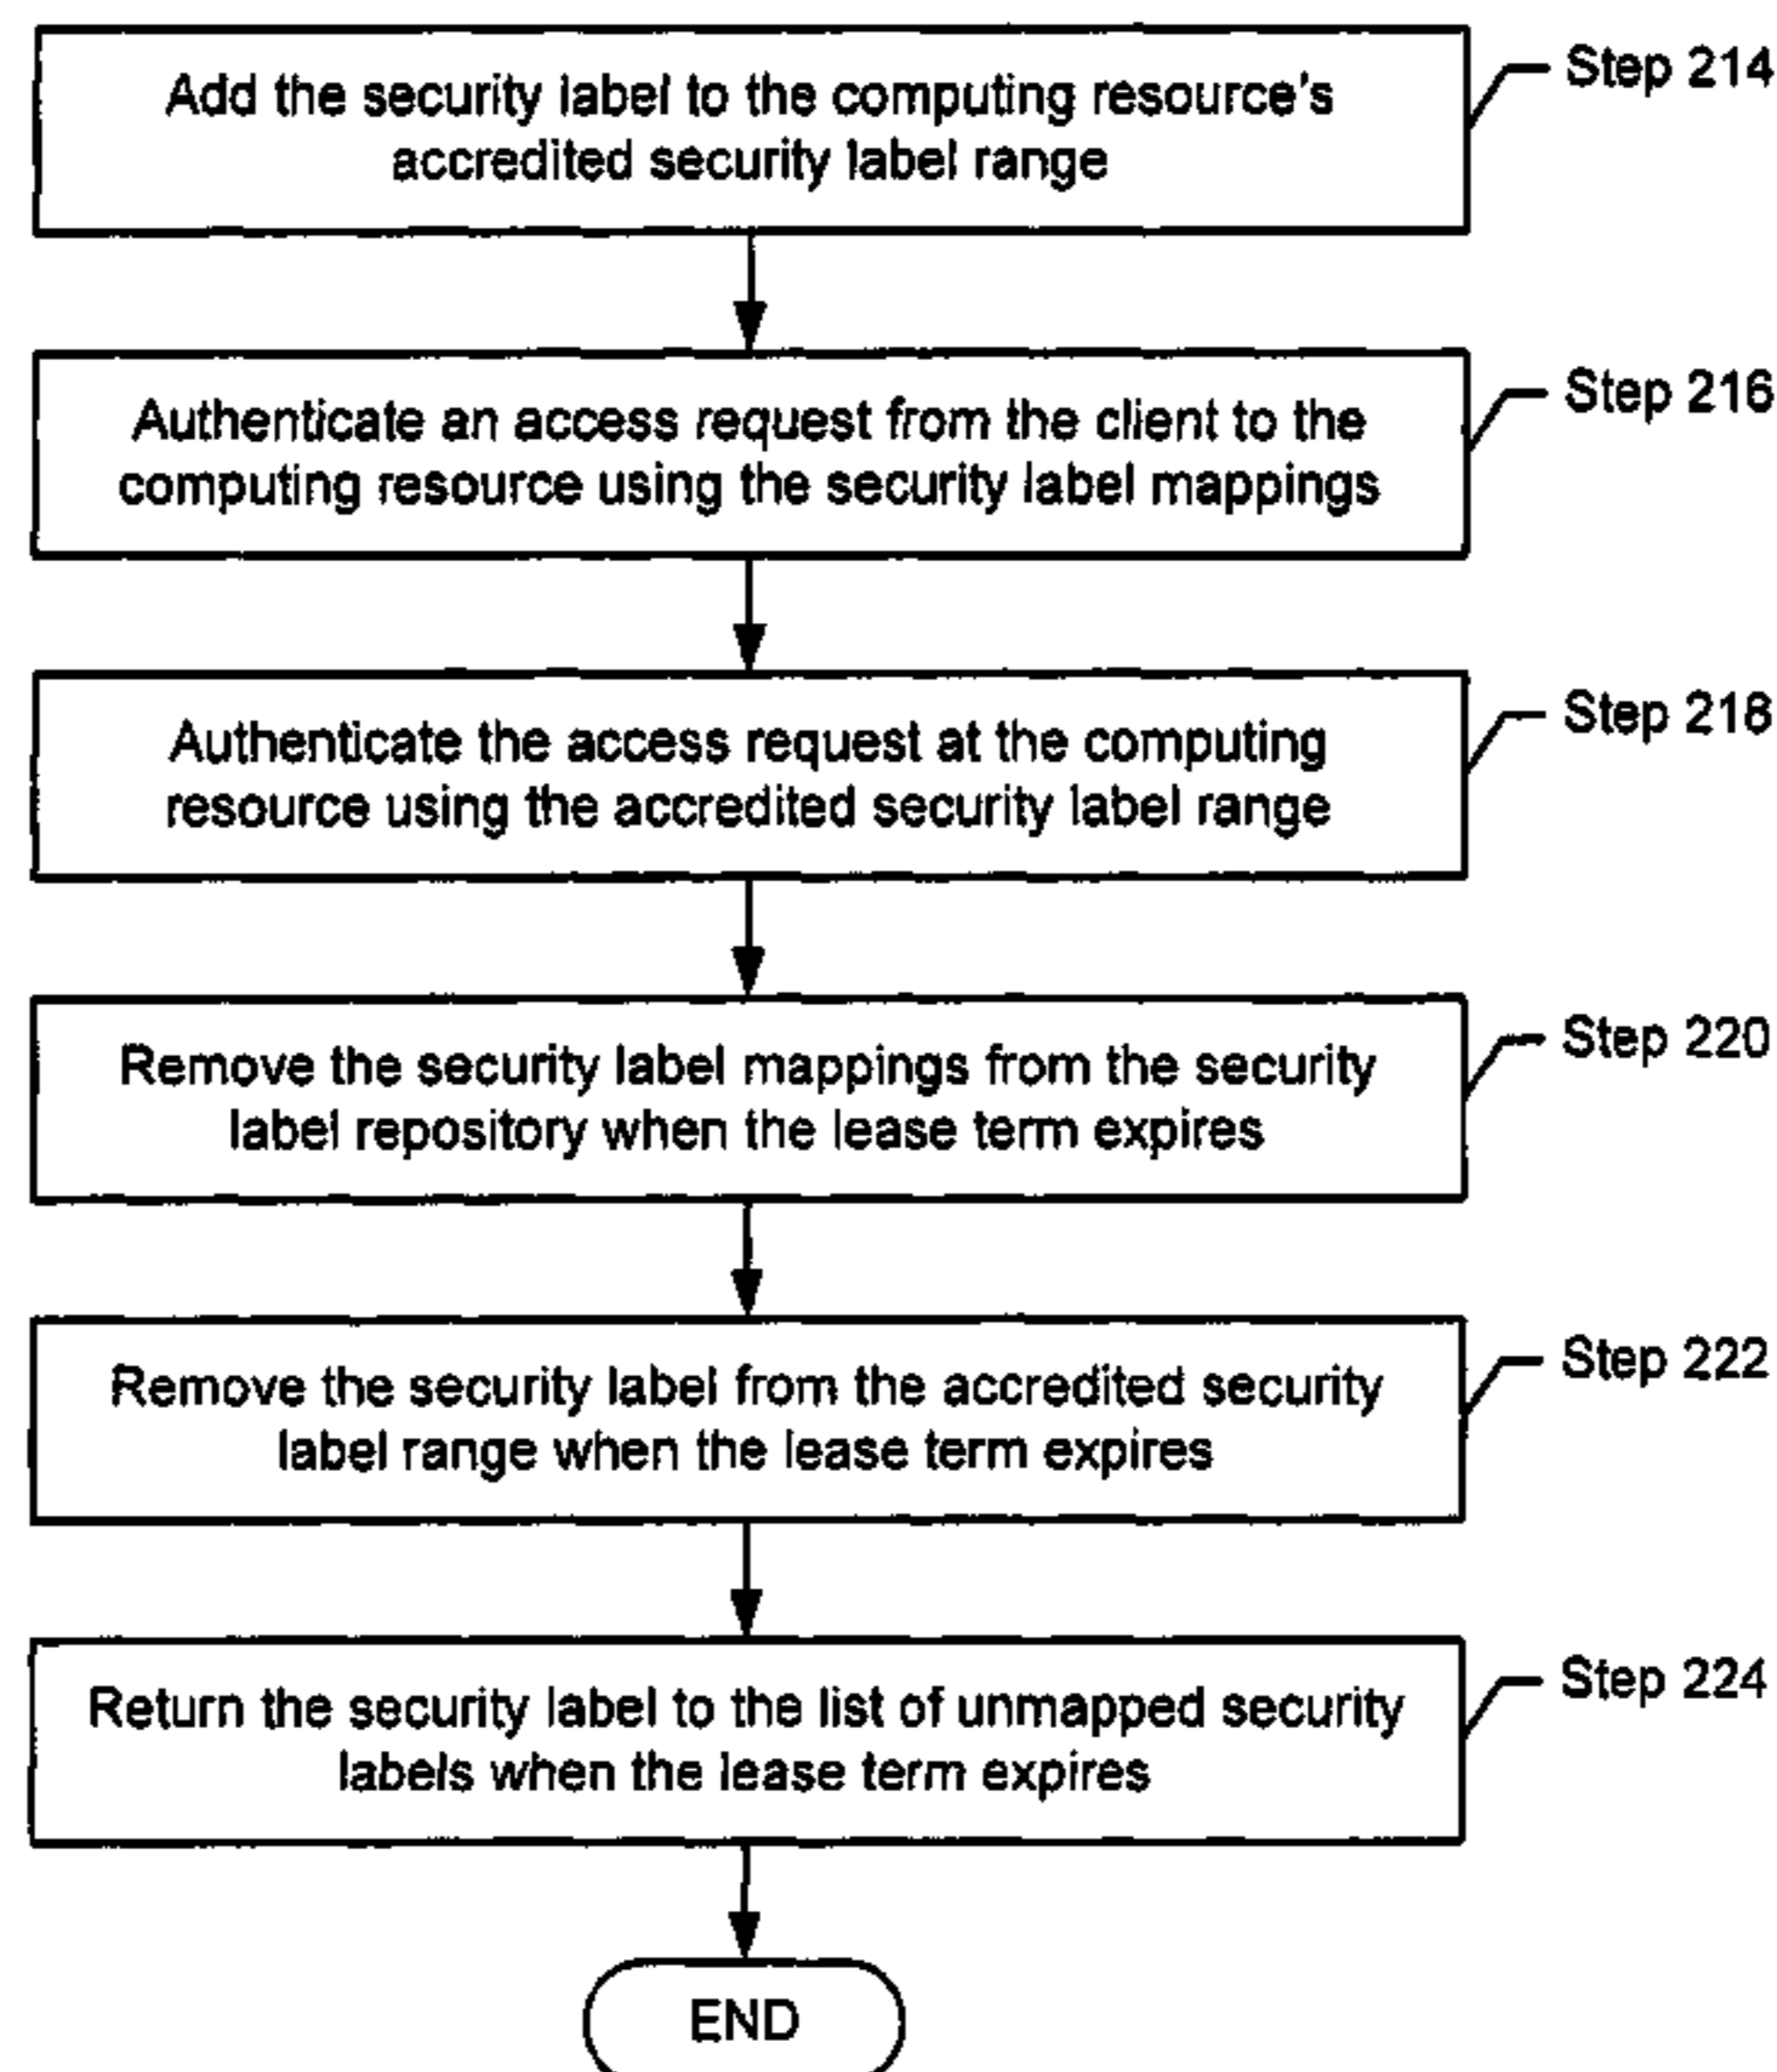 Add the security label to the computing resource's
accredited security label range
Step 214
Authenticate an access request from the client to the
computing resource using the security label mappings
Step 216
Authenticate the access request at the computing
resource using the accredited security label range
Step 218
Remove the security label mappings from the security
label repository when the lease term expires
Step 220
Remove the security label from the accredited security
label range when the lease term expires
Step 222
Return the security label to the list of unmapped security
labels when the lease term expires
Step 224
END